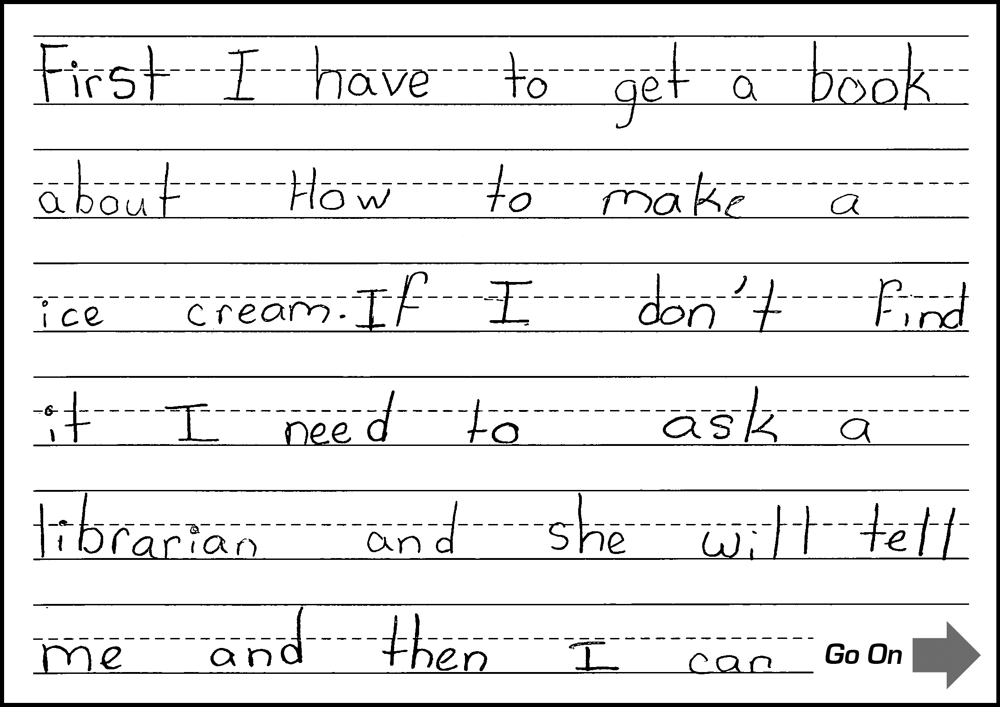 First I have to get a book
about How to make a
ice cream. If I don't find
it I need to ask a
librarian and she will tell
me and then I can
Go On